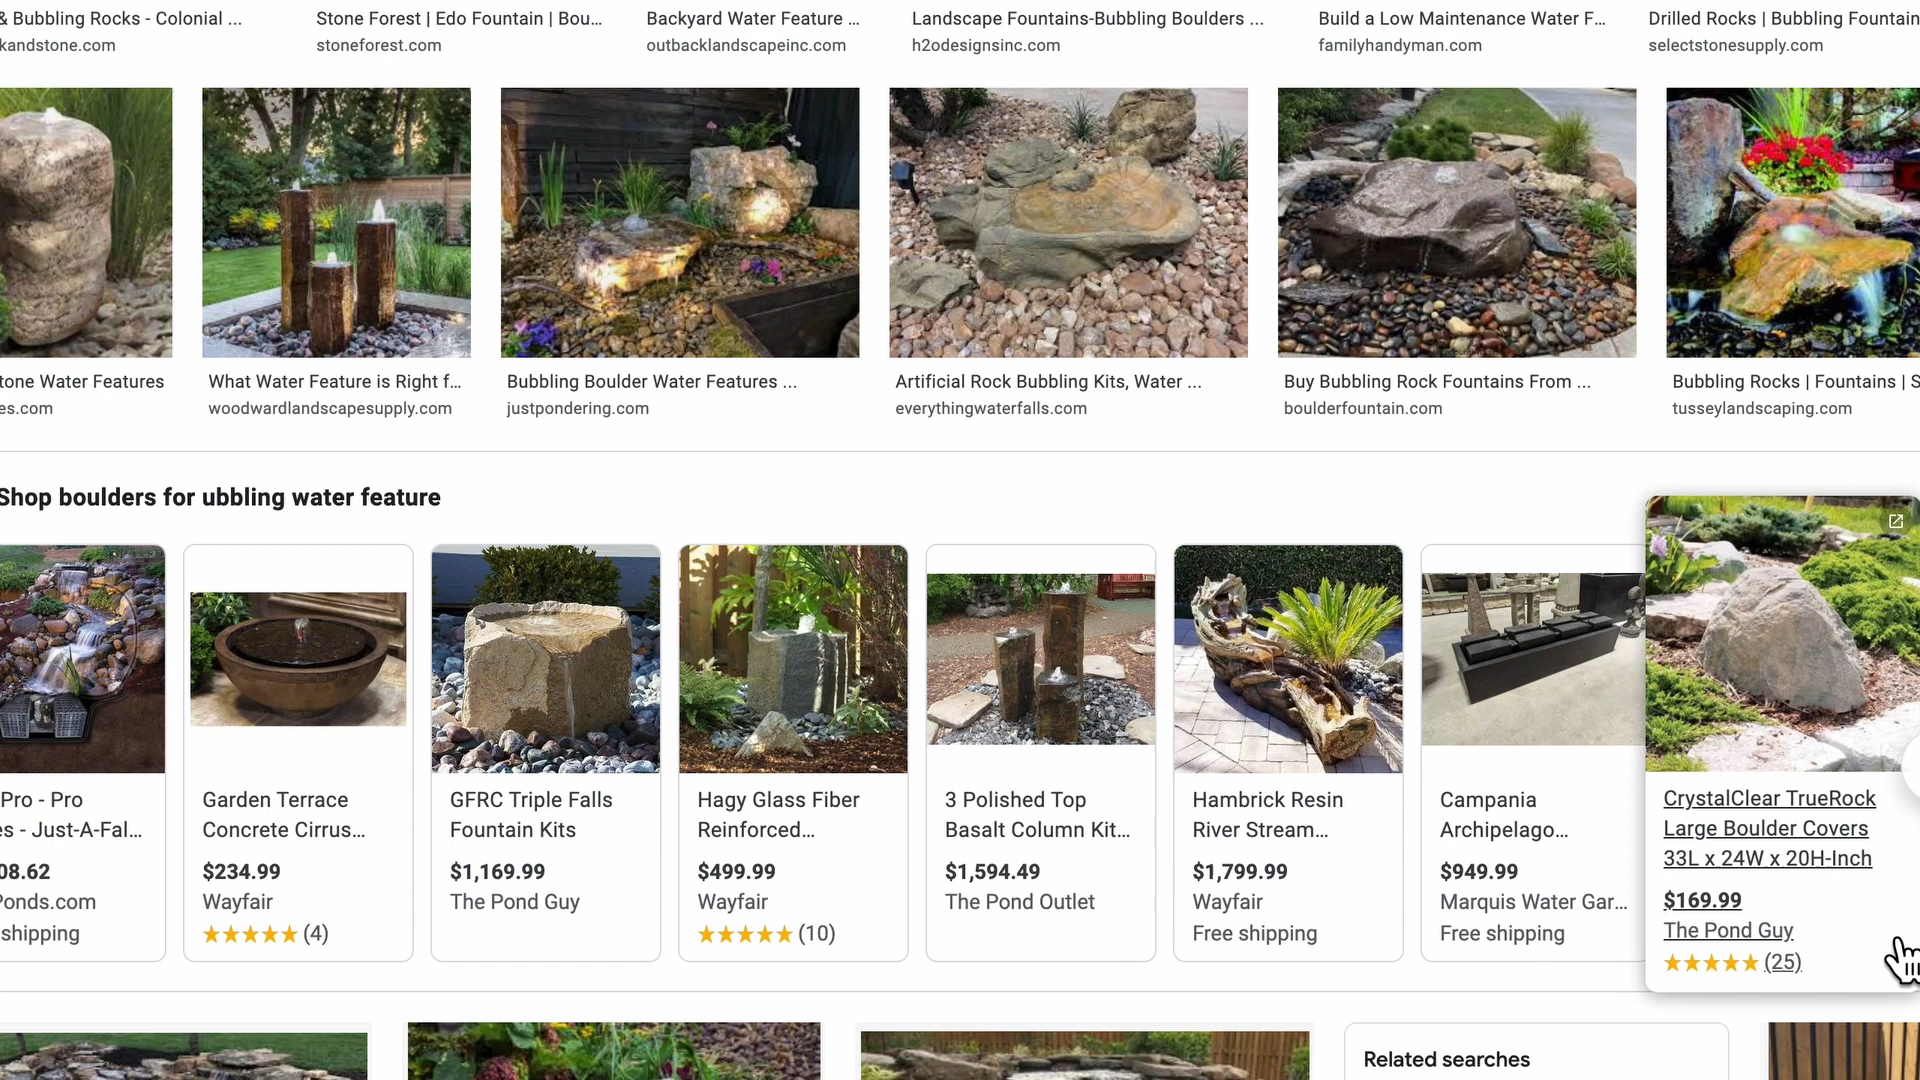 & Bubbling Rocks - Colonial ...
kandstone.com
Stone Forest | Edo Fountain | Bou...
stoneforest.com
Backyard Water Feature ...
outbacklandscapeinc.com
Landscape Fountains-Bubbling Boulders ...
h2odesignsinc.com
Build a Low Maintenance Water F...
familyhandyman.com
Drilled Rocks | Bubbling Fountain
selectstonesupply.com
tone Water Features
es.com
What Water Feature is Right f...
woodwardlandscapesupply.com
Bubbling Boulder Water Features ...
justpondering.com
Artificial Rock Bubbling Kits, Water ...
everythingwaterfalls.com
Buy Bubbling Rock Fountains From ...
boulderfountain.com
Bubbling Rocks | Fountains | S
tusseylandscaping.com
Shop boulders for ubbling water feature
Pro - Pro
es - Just-A-Fal...
08.62
Ponds.com
shipping
Garden Terrace
Concrete Cirrus...
$234.99
Wayfair
(4)
GFRC Triple Falls
Fountain Kits
$1,169.99
The Pond Guy
Hagy Glass Fiber
Reinforced...
$499.99
Wayfair
(10)
3 Polished Top
Basalt Column Kit...
$1,594.49
The Pond Outlet
Hambrick Resin
River Stream...
$1,799.99
Wayfair
Free shipping
Campania
Archipelago...
$949.99
Marquis Water Gar...
Free shipping
CrystalClear TrueRock
Large Boulder Covers
33L x 24W x 20H-Inch
$169.99
The Pond Guy
(25)
Related searches